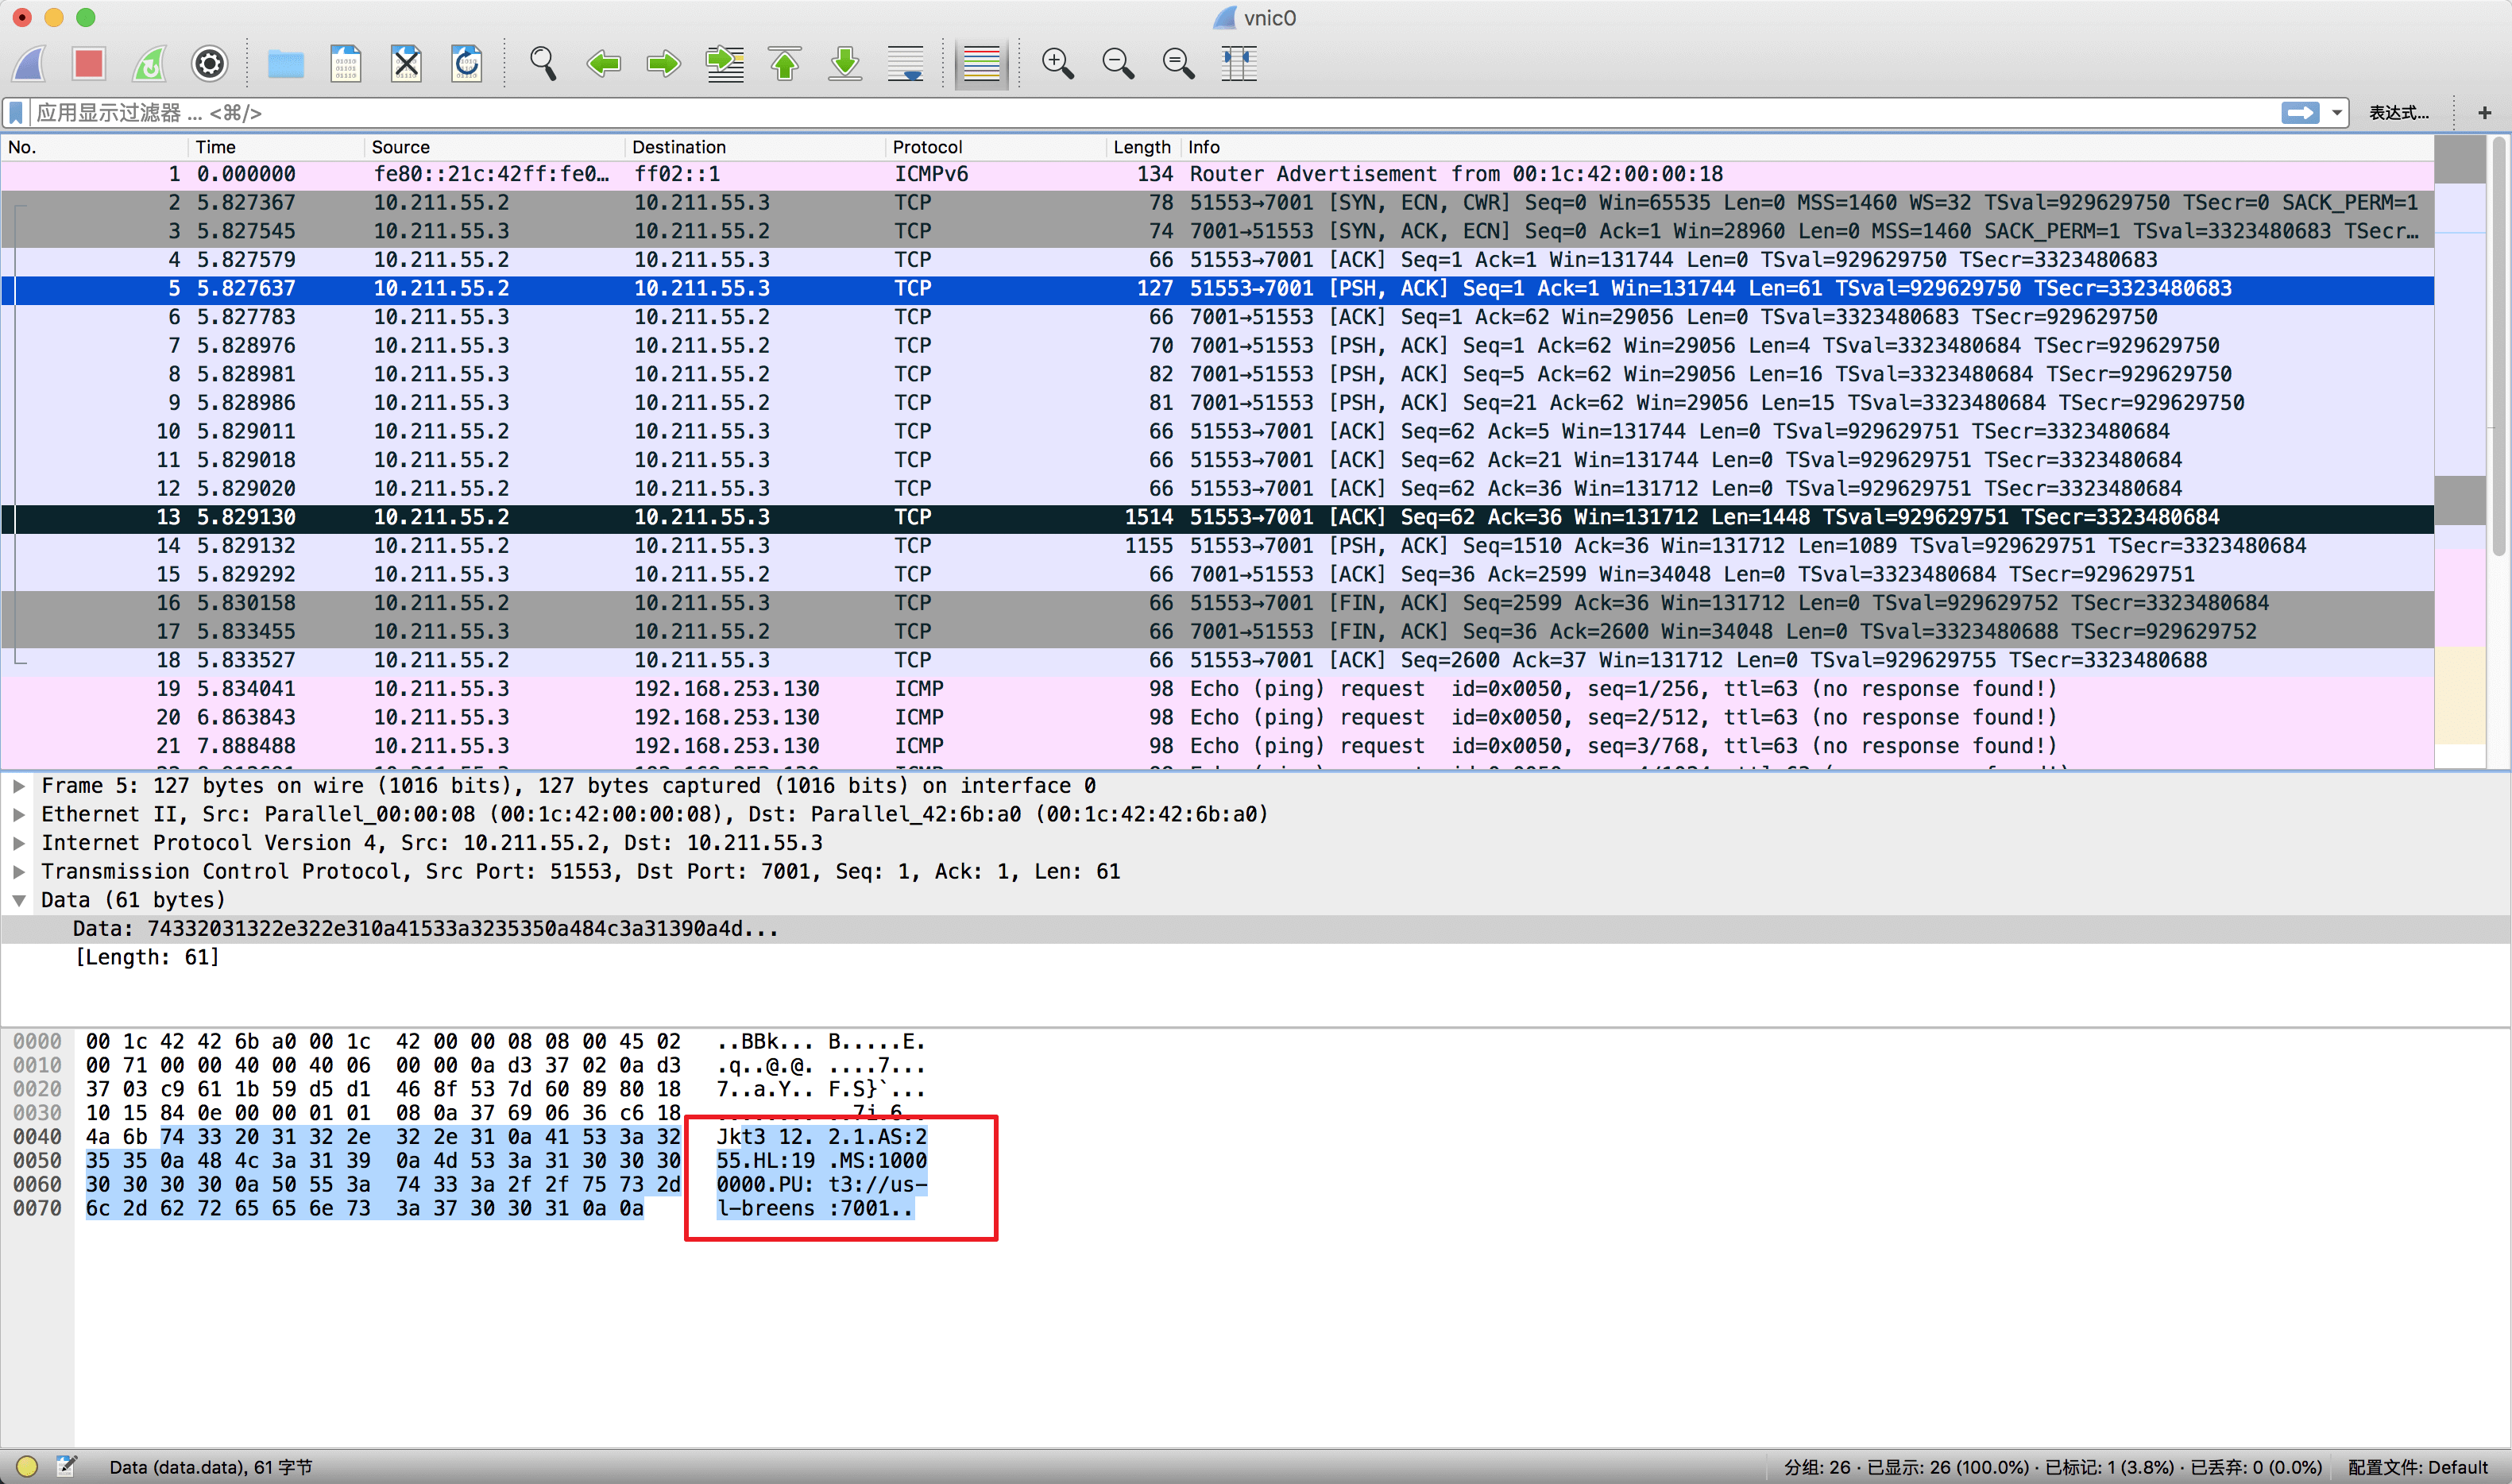 vnic0
应用显示过滤器 ... <⌘/>
表达式... +
No. Time Source Destination Protocol Length Info
1 0.000000 fe80::21c:42ff:fe0… ff02::1 ICMPv6 134 Router Advertisement from 00:1c:42:00:00:18
2 5.827367 10.211.55.2 10.211.55.3 TCP 78 51553→7001 [SYN, ECN, CWR] Seq=0 Win=65535 Len=0 MSS=1460 WS=32 TSval=929629750 TSecr=0 SACK_PERM=1
3 5.827545 10.211.55.3 10.211.55.2 TCP 74 7001→51553 [SYN, ACK, ECN] Seq=0 Ack=1 Win=28960 Len=0 MSS=1460 SACK_PERM=1 TSval=3323480683 TSecr…
4 5.827579 10.211.55.2 10.211.55.3 TCP 66 51553→7001 [ACK] Seq=1 Ack=1 Win=131744 Len=0 TSval=929629750 TSecr=3323480683
5 5.827637 10.211.55.2 10.211.55.3 TCP 127 51553→7001 [PSH, ACK] Seq=1 Ack=1 Win=131744 Len=61 TSval=929629750 TSecr=3323480683
6 5.827783 10.211.55.3 10.211.55.2 TCP 66 7001→51553 [ACK] Seq=1 Ack=62 Win=29056 Len=0 TSval=3323480683 TSecr=929629750
7 5.828976 10.211.55.3 10.211.55.2 TCP 70 7001→51553 [PSH, ACK] Seq=1 Ack=62 Win=29056 Len=4 TSval=3323480684 TSecr=929629750
8 5.828981 10.211.55.3 10.211.55.2 TCP 82 7001→51553 [PSH, ACK] Seq=5 Ack=62 Win=29056 Len=16 TSval=3323480684 TSecr=929629750
9 5.828986 10.211.55.3 10.211.55.2 TCP 81 7001→51553 [PSH, ACK] Seq=21 Ack=62 Win=29056 Len=15 TSval=3323480684 TSecr=929629750
10 5.829011 10.211.55.2 10.211.55.3 TCP 66 51553→7001 [ACK] Seq=62 Ack=5 Win=131744 Len=0 TSval=929629751 TSecr=3323480684
11 5.829018 10.211.55.2 10.211.55.3 TCP 66 51553→7001 [ACK] Seq=62 Ack=21 Win=131744 Len=0 TSval=929629751 TSecr=3323480684
12 5.829020 10.211.55.2 10.211.55.3 TCP 66 51553→7001 [ACK] Seq=62 Ack=36 Win=131712 Len=0 TSval=929629751 TSecr=3323480684
13 5.829130 10.211.55.2 10.211.55.3 TCP 1514 51553→7001 [ACK] Seq=62 Ack=36 Win=131712 Len=1448 TSval=929629751 TSecr=3323480684
14 5.829132 10.211.55.2 10.211.55.3 TCP 1155 51553→7001 [PSH, ACK] Seq=1510 Ack=36 Win=131712 Len=1089 TSval=929629751 TSecr=3323480684
15 5.829292 10.211.55.3 10.211.55.2 TCP 66 7001→51553 [ACK] Seq=36 Ack=2599 Win=34048 Len=0 TSval=3323480684 TSecr=929629751
16 5.830158 10.211.55.2 10.211.55.3 TCP 66 51553→7001 [FIN, ACK] Seq=2599 Ack=36 Win=131712 Len=0 TSval=929629752 TSecr=3323480684
17 5.833455 10.211.55.3 10.211.55.2 TCP 66 7001→51553 [FIN, ACK] Seq=36 Ack=2600 Win=34048 Len=0 TSval=3323480688 TSecr=929629752
18 5.833527 10.211.55.2 10.211.55.3 TCP 66 51553→7001 [ACK] Seq=2600 Ack=37 Win=131712 Len=0 TSval=929629755 TSecr=3323480688
19 5.834041 10.211.55.3 192.168.253.130 ICMP 98 Echo (ping) request id=0x0050, seq=1/256, ttl=63 (no response found!)
20 6.863843 10.211.55.3 192.168.253.130 ICMP 98 Echo (ping) request id=0x0050, seq=2/512, ttl=63 (no response found!)
21 7.888488 10.211.55.3 192.168.253.130 ICMP 98 Echo (ping) request id=0x0050, seq=3/768, ttl=63 (no response found!)
Frame 5: 127 bytes on wire (1016 bits), 127 bytes captured (1016 bits) on interface 0
Ethernet II, Src: Parallel_00:00:08 (00:1c:42:00:00:08), Dst: Parallel_42:6b:a0 (00:1c:42:42:6b:a0)
Internet Protocol Version 4, Src: 10.211.55.2, Dst: 10.211.55.3
Transmission Control Protocol, Src Port: 51553, Dst Port: 7001, Seq: 1, Ack: 1, Len: 61
Data (61 bytes)
Data: 74332031322e322e310a41533a3235350a484c3a31390a4d...
[Length: 61]
0000 00 1c 42 42 6b a0 00 1c 42 00 00 08 08 00 45 02 ..BBk... B.....E.
0010 00 71 00 00 40 00 40 06 00 00 0a d3 37 02 0a d3 .q..@.@. ....7...
0020 37 03 c9 61 1b 59 d5 d1 46 8f 53 7d 60 89 80 18 7..a.Y.. F.S}`...
0030 10 15 84 0e 00 00 01 01 08 0a 37 69 06 36 c6 18 ........ ..7i.6..
0040 4a 6b 74 33 20 31 32 2e 32 2e 31 0a 41 53 3a 32 Jkt3 12. 2.1.AS:2
0050 35 35 0a 48 4c 3a 31 39 0a 4d 53 3a 31 30 30 30 55.HL:19 .MS:1000
0060 30 30 30 30 0a 50 55 3a 74 33 3a 2f 2f 75 73 2d 0000.PU: t3://us-
0070 6c 2d 62 72 65 65 6e 73 3a 37 30 30 31 0a 0a l-breens :7001..
Data (data.data), 61 字节
分组: 26 · 已显示: 26 (100.0%) · 已标记: 1 (3.8%) · 已丢弃: 0 (0.0%) 配置文件: Default